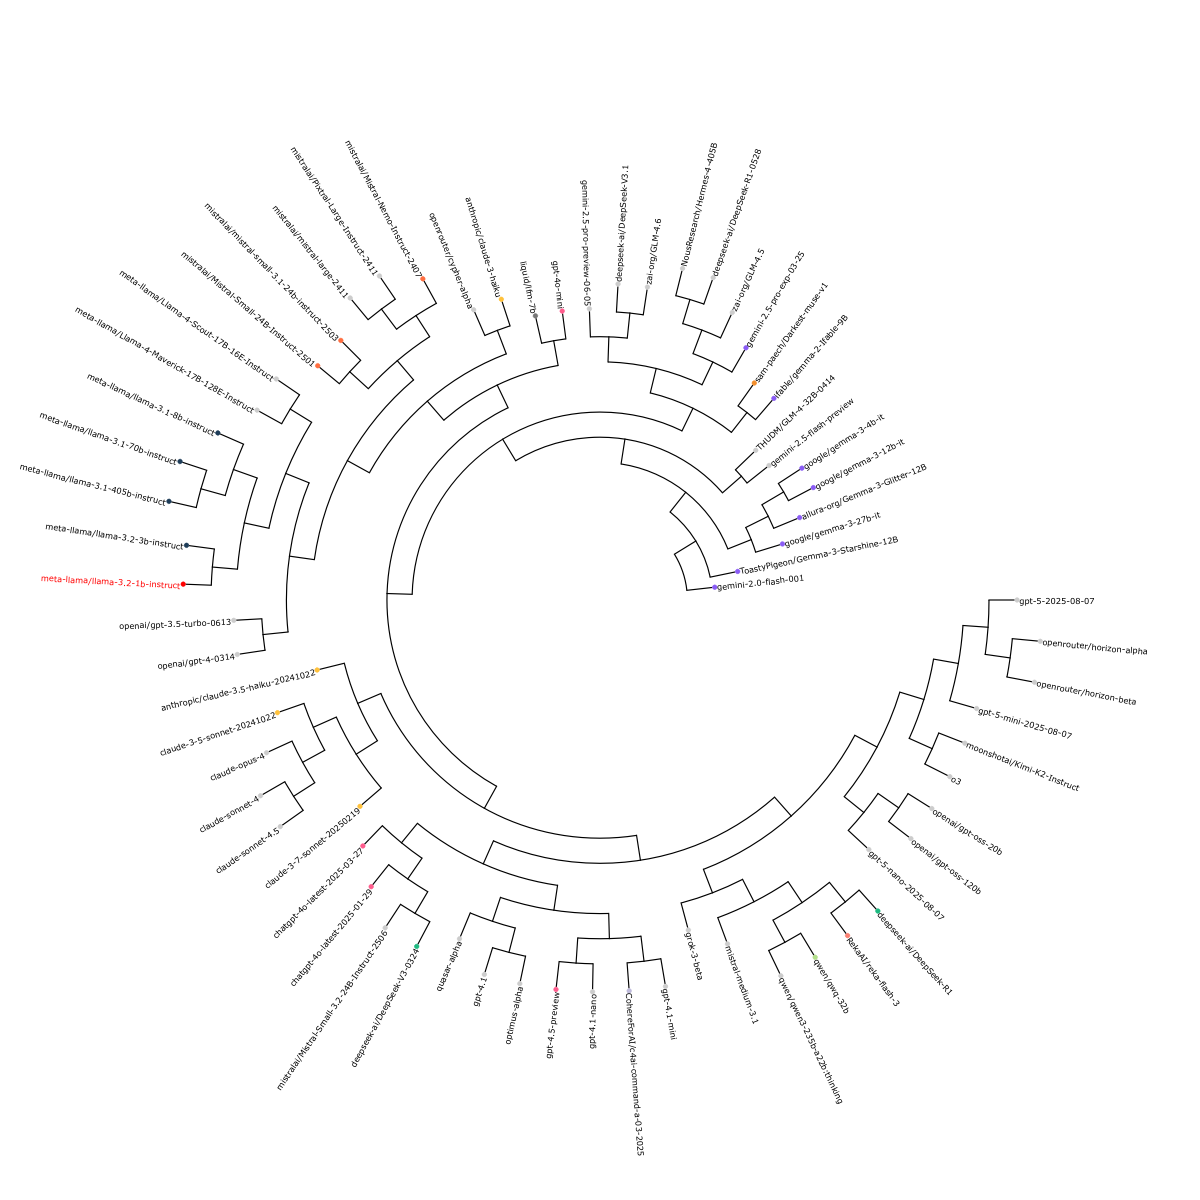 mistralai/Mistral-Nemo-Instruct-2407
mistralai/Pixtral-Large-Instruct-2411
mistralai/mistral-large-2411
mistralai/mistral-small-3.1-24b-instruct-2503
mistralai/Mistral-Small-24B-Instruct-2501
meta-llama/Llama-4-Scout-17B-16E-Instruct
meta-llama/Llama-4-Maverick-17B-128E-Instruct
meta-llama/llama-3.1-8b-instruct
meta-llama/llama-3.1-70b-instruct
meta-llama/llama-3.1-405b-instruct
meta-llama/llama-3.2-3b-instruct
meta-llama/llama-3.2-1b-instruct
openai/gpt-3.5-turbo-0613
openai/gpt-4-0314
anthropic/claude-3.5-haiku-20241022
claude-3-5-sonnet-20241022
claude-opus-4
claude-sonnet-4
claude-sonnet-4.5
claude-3-7-sonnet-20250219
chatgpt-4o-latest-2025-03-27
chatgpt-4o-latest-2025-01-29
mistralai/Mistral-Small-3.2-24B-Instruct-2506
deepseek-ai/DeepSeek-V3-0324
quasar-alpha
gpt-4.1
optimus-alpha
gpt-4.5-preview
gpt-4.1-nano
CohereForAI/c4ai-command-a-03-2025
gpt-4.1-mini
grok-3-beta
mistral-medium-3.1
qwen/qwen3-235b-a22b:thinking
qwen/qwq-32b
RekaAI/reka-flash-3
deepseek-ai/DeepSeek-R1
gpt-5-nano-2025-08-07
openai/gpt-oss-120b
openai/gpt-oss-20b
o3
moonshotai/Kimi-K2-Instruct
gpt-5-mini-2025-08-07
openrouter/horizon-beta
openrouter/horizon-alpha
gpt-5-2025-08-07
gemini-2.0-flash-001
ToastyPigeon/Gemma-3-Starshine-12B
google/gemma-3-27b-it
allura-org/Gemma-3-Glitter-12B
google/gemma-3-12b-it
google/gemma-3-4b-it
gemini-2.5-flash-preview
THUDM/GLM-4-32B-0414
ifable/gemma-2-Ifable-9B
sam-paech/Darkest-muse-v1
gemini-2.5-pro-exp-03-25
zai-org/GLM-4.5
deepseek-ai/DeepSeek-R1-0528
NousResearch/Hermes-4-405B
zai-org/GLM-4.6
deepseek-ai/DeepSeek-V3.1
gemini-2.5-pro-preview-06-05
gpt-4o-mini
liquid/lfm-7b
anthropic/claude-3-haiku
openrouter/cypher-alpha